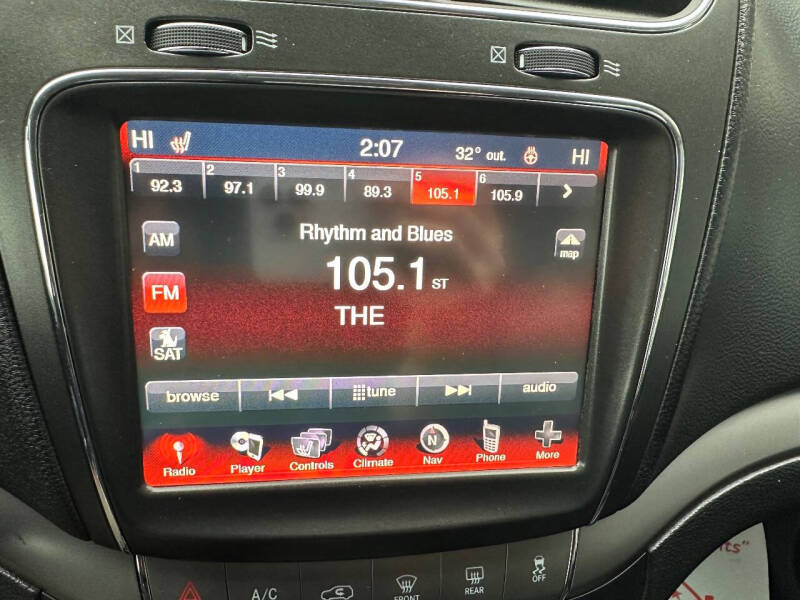 HI 2:07 32° out. HI
1 2 3 4 5 6
92.3 97.1 99.9 89.3 105.1 105.9
AM Rhythm and Blues map
FM 105.1 ST
THE
SAT
browse tune audio
Radio Player Controls Climate Nav Phone More
A/C FRONT REAR OFF